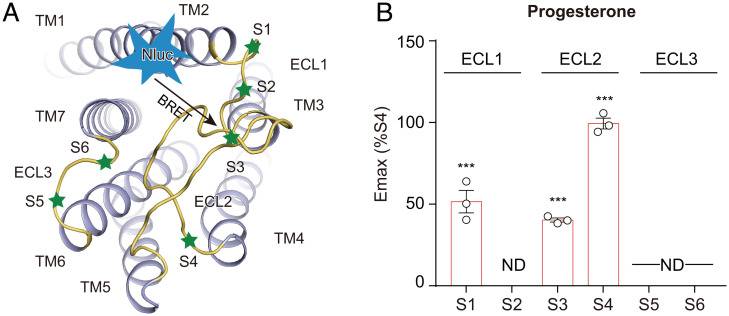 A
TM1
TM2
S1
Nluc
ECL1
S2
BRET
TM3
TM7
S6
S3
ECL3
S5
ECL2
TM4
S4
TM6
TM5
B
Progesterone
150
ECL1 ECL2 ECL3
100
50
0
Emax (%S4)
***
***
***
ND
ND
S1 S2 S3 S4 S5 S6